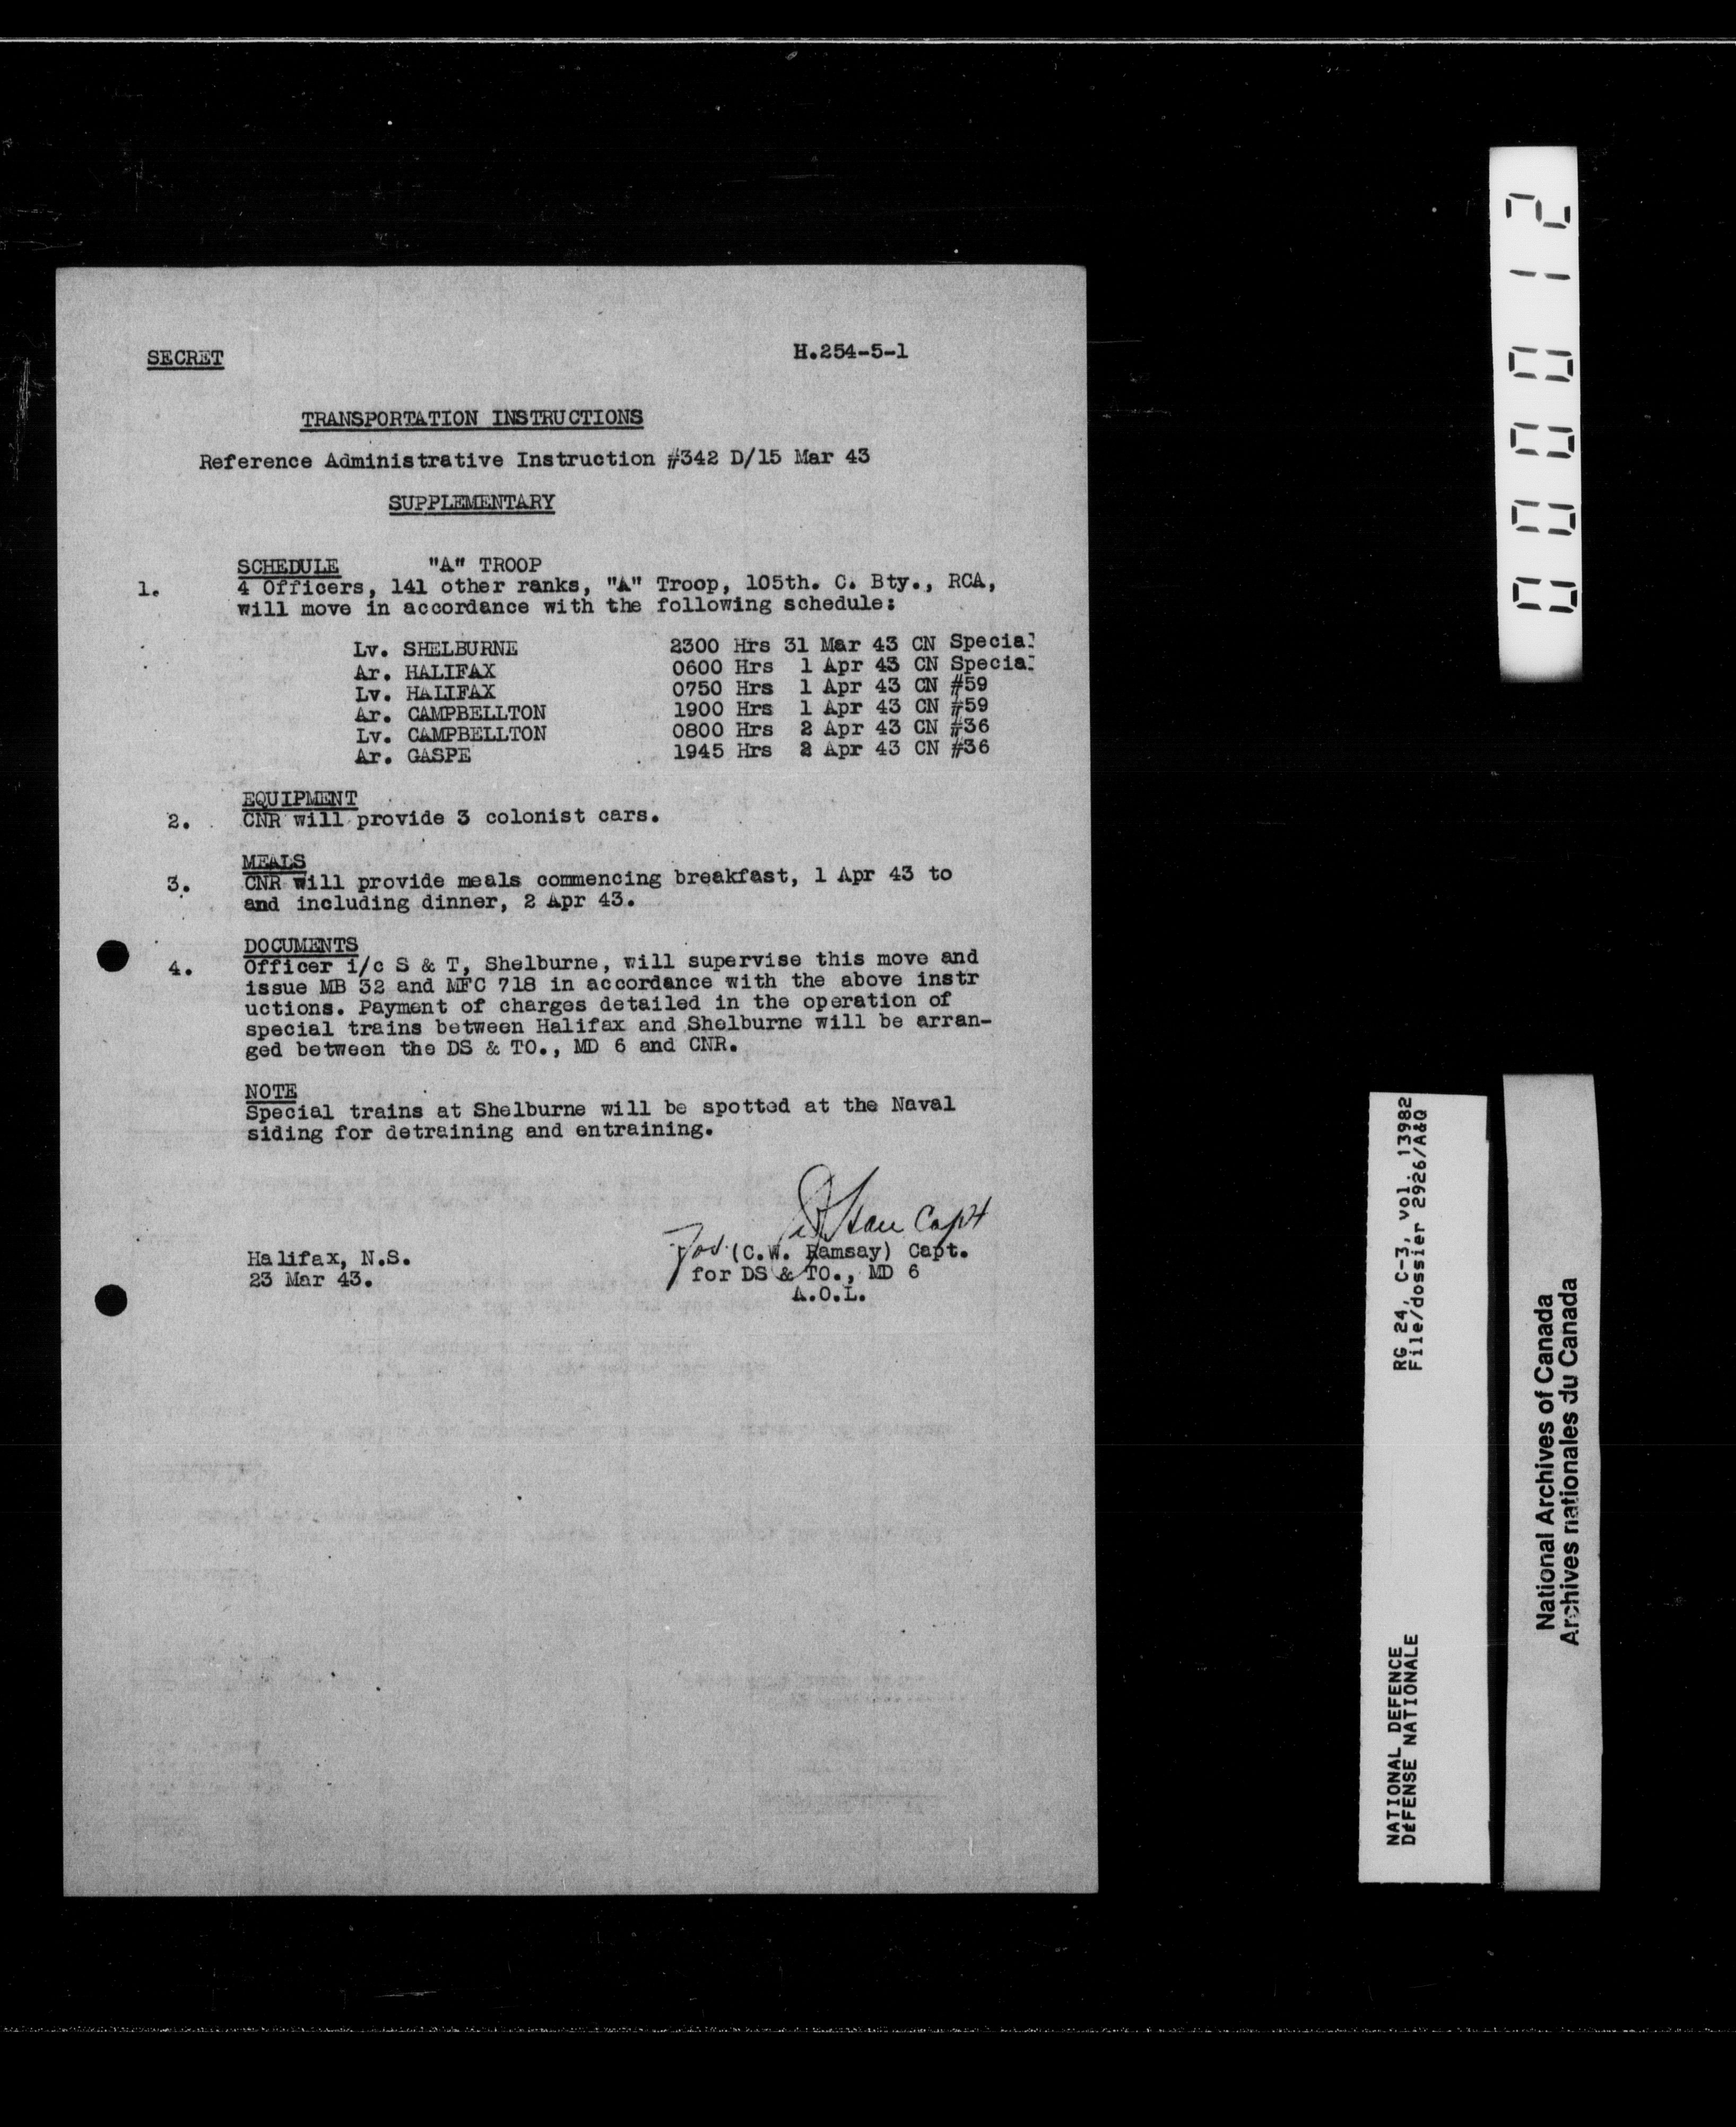 SECRET
H.254-5-1
TRANSPORTATION INSTRUCTIONS
Reference Administrative Instruction #342 D/15 Mar 43
SUPPLEMENTARY
SCHEDULE "A" TROOP
1. 4 Officers, 141 other ranks, "A" Troop, 105th. C. Bty., RCA,
will move in accordance with the following schedule:
Lv. SHELBURNE 2300 Hrs 31 Mar 43 CN Special
Ar. HALIFAX 0600 Hrs 1 Apr 43 CN Special
Lv. HALIFAX 0750 Hrs 1 Apr 43 CN #59
Ar. CAMPBELLTON 1900 Hrs 1 Apr 43 CN #59
Lv. CAMPBELLTON 0800 Hrs 2 Apr 43 CN #36
Ar. GASPE 1945 Hrs 2 Apr 43 CN #36
EQUIPMENT
2. CNR will provide 3 colonist cars.
MEALS
3. CNR will provide meals commencing breakfast, 1 Apr 43 to
and including dinner, 2 Apr 43.
DOCUMENTS
4. Officer i/c S & T, Shelburne, will supervise this move and
issue MB 32 and MFC 718 in accordance with the above instr
uctions. Payment of charges detailed in the operation of
special trains between Halifax and Shelburne will be arran-
ged between the DS & TO., MD 6 and CNR.
NOTE
Special trains at Shelburne will be spotted at the Naval
siding for detraining and entraining.
Capt
for (C.W. Ramsay) Capt.
for DS & TO., MD 6
A.O.L.
Halifax, N.S.
23 Mar 43.
000012
RG 24, C-3, vol. 13982
File/dossier 2926/A&Q
NATIONAL DEFENCE
DÉFENSE NATIONALE
National Archives of Canada
Archives nationales du Canada